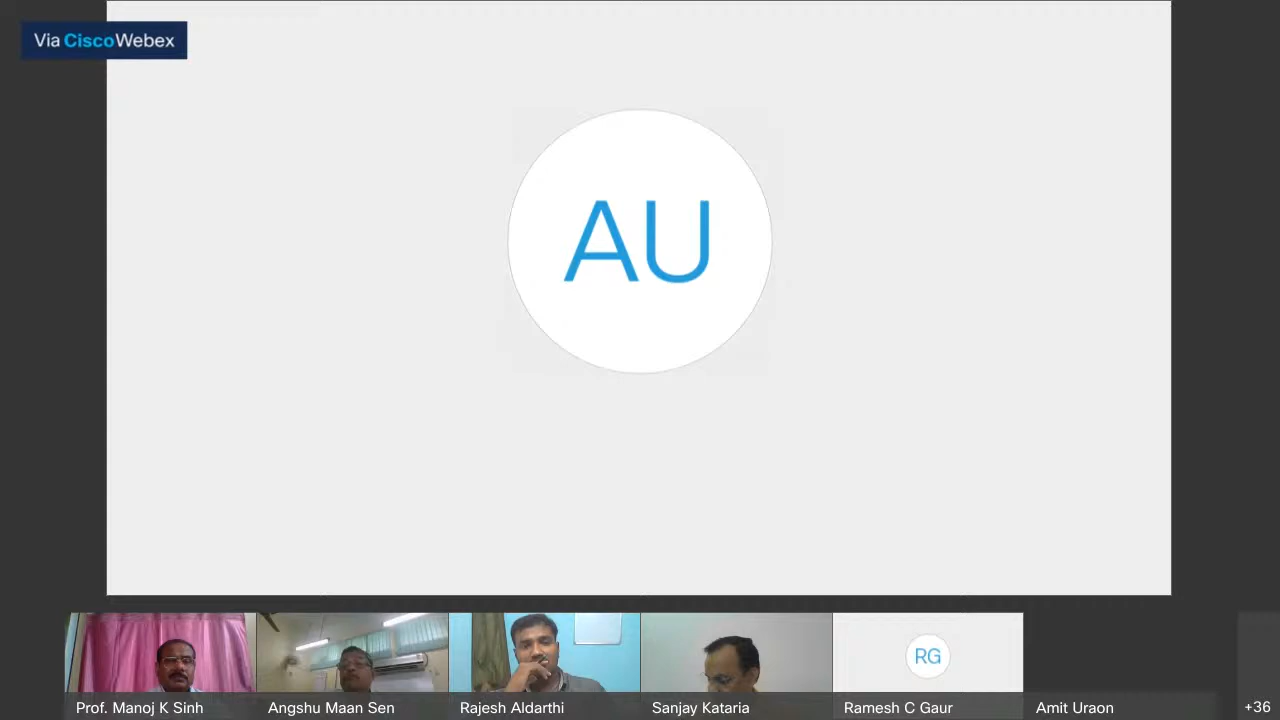 Via CiscoWebex
AU
RG
Prof. Manoj K Sinh
Angshu Maan Sen
Rajesh Aldarthi
Sanjay Kataria
Ramesh C Gaur
Amit Uraon
+36